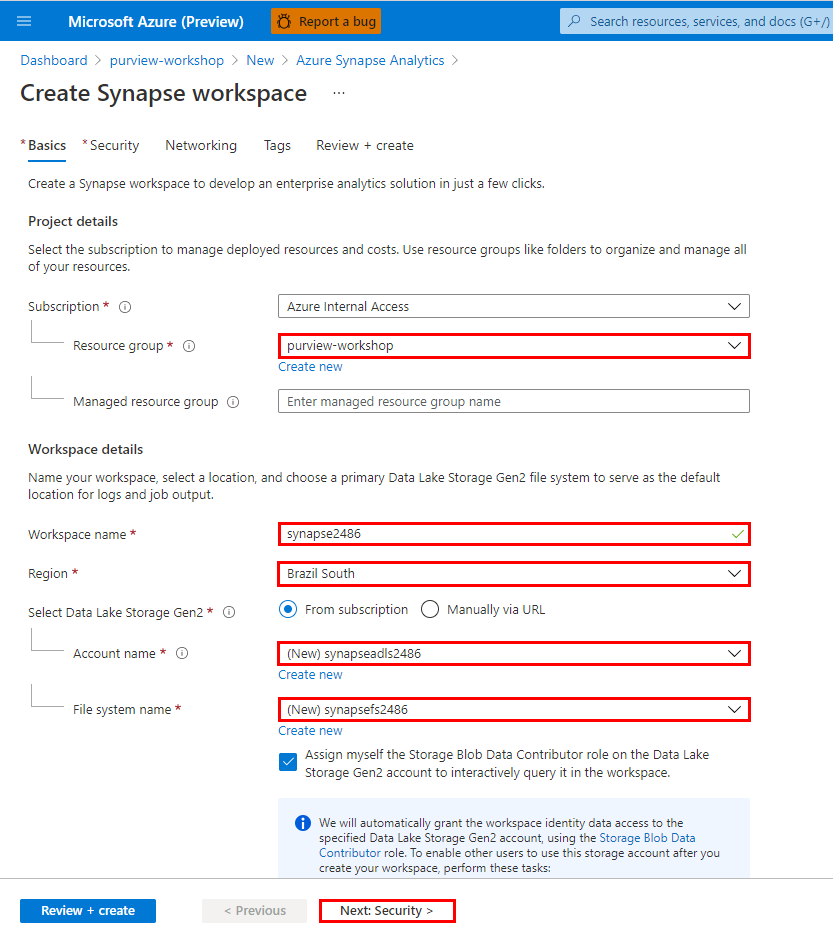 Microsoft Azure (Preview)
Report a bug
Search resources, services, and docs (G+/)
Dashboard > purview-workshop > New > Azure Synapse Analytics >
Create Synapse workspace ...
* Basics * Security Networking Tags Review + create
Create a Synapse workspace to develop an enterprise analytics solution in just a few clicks.
Project details
Select the subscription to manage deployed resources and costs. Use resource groups like folders to organize and manage all
of your resources.
Subscription *
Azure Internal Access
Resource group *
purview-workshop
Create new
Managed resource group
Enter managed resource group name
Workspace details
Name your workspace, select a location, and choose a primary Data Lake Storage Gen2 file system to serve as the default
location for logs and job output.
Workspace name *
synapse2486
Region *
Brazil South
Select Data Lake Storage Gen2 *
From subscription
Manually via URL
Account name *
(New) synapseadls2486
Create new
File system name *
(New) synapsefs2486
Create new
Assign myself the Storage Blob Data Contributor role on the Data Lake
Storage Gen2 account to interactively query it in the workspace.
We will automatically grant the workspace identity data access to the
specified Data Lake Storage Gen2 account, using the Storage Blob Data
Contributor role. To enable other users to use this storage account after you
create your workspace, perform these tasks:
Review + create
< Previous
Next: Security >